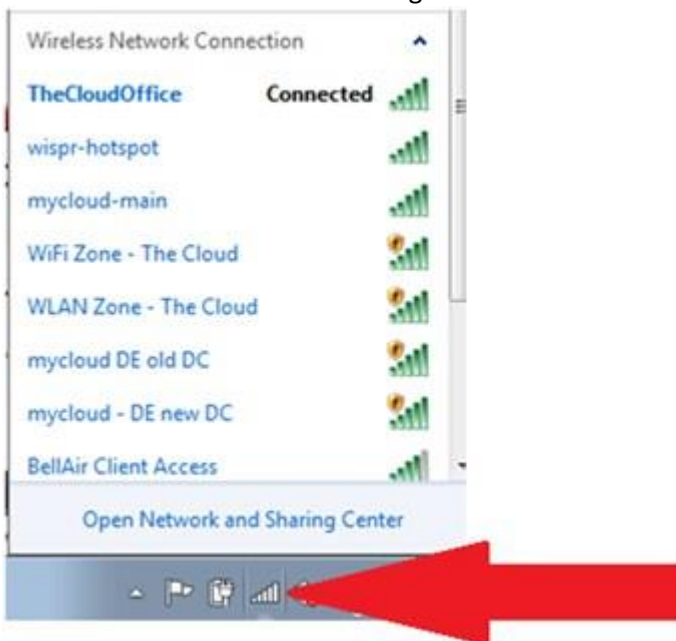 Wireless Network Connection
TheCloudOffice Connected
wispr-hotspot
mycloud-main
WiFi Zone - The Cloud
WLAN Zone - The Cloud
mycloud DE old DC
mycloud - DE new DC
BellAir Client Access
Open Network and Sharing Center